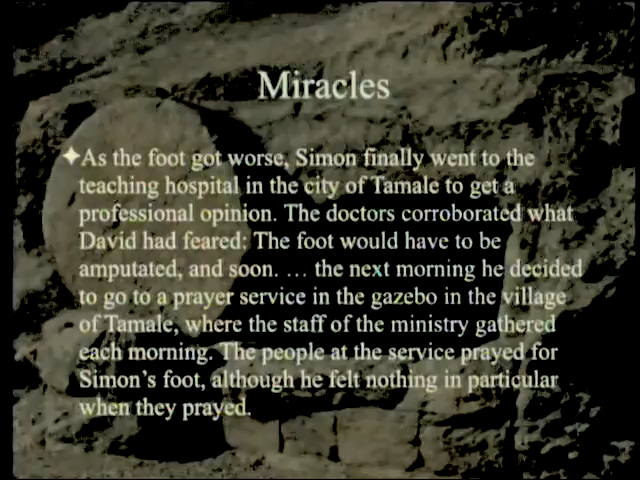 Miracles
✦As the foot got worse, Simon finally went to the
teaching hospital in the city of Tamale to get a
professional opinion. The doctors corroborated what
David had feared: The foot would have to be
amputated, and soon. … the next morning he decided
to go to a prayer service in the gazebo in the village
of Tamale, where the staff of the ministry gathered
each morning. The people at the service prayed for
Simon's foot, although he felt nothing in particular
when they prayed.